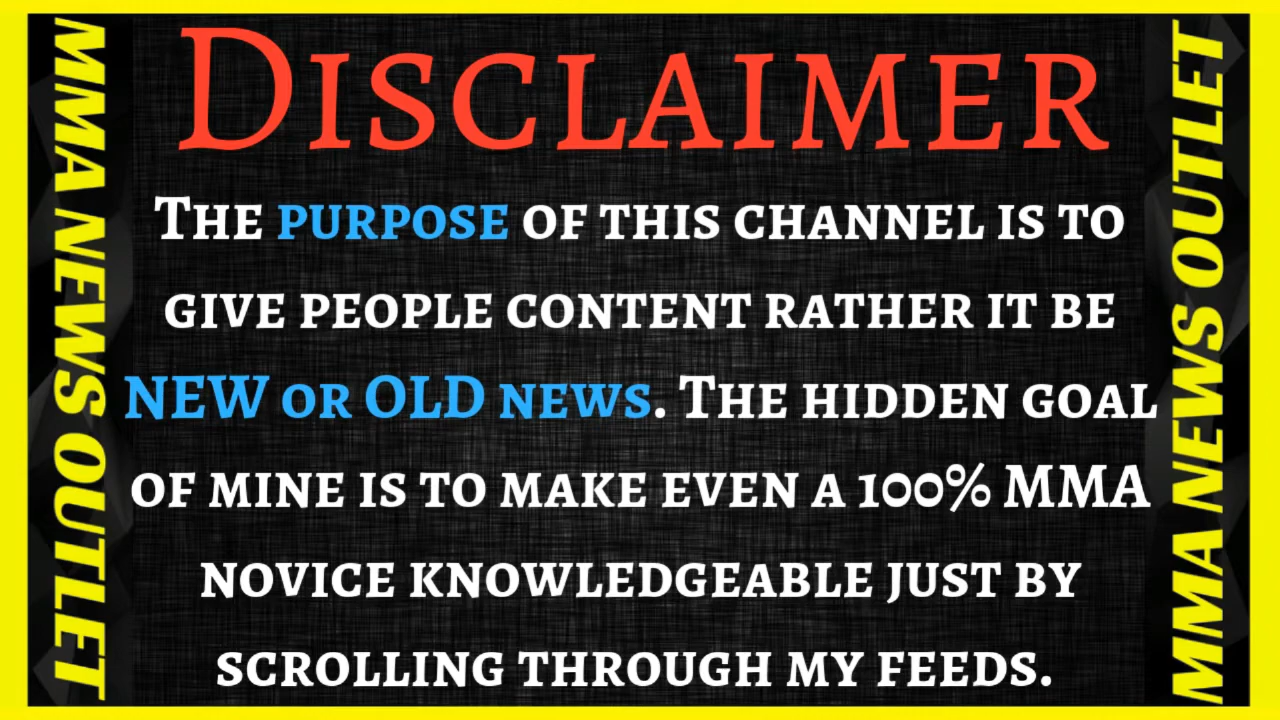 MMA NEWS OUTLET
Disclaimer
The purpose of this channel is to
give people content rather it be
NEW or OLD news. The hidden goal
of mine is to make even a 100% MMA
novice knowledgeable just by
scrolling through my feeds.
MMA NEWS OUTLET